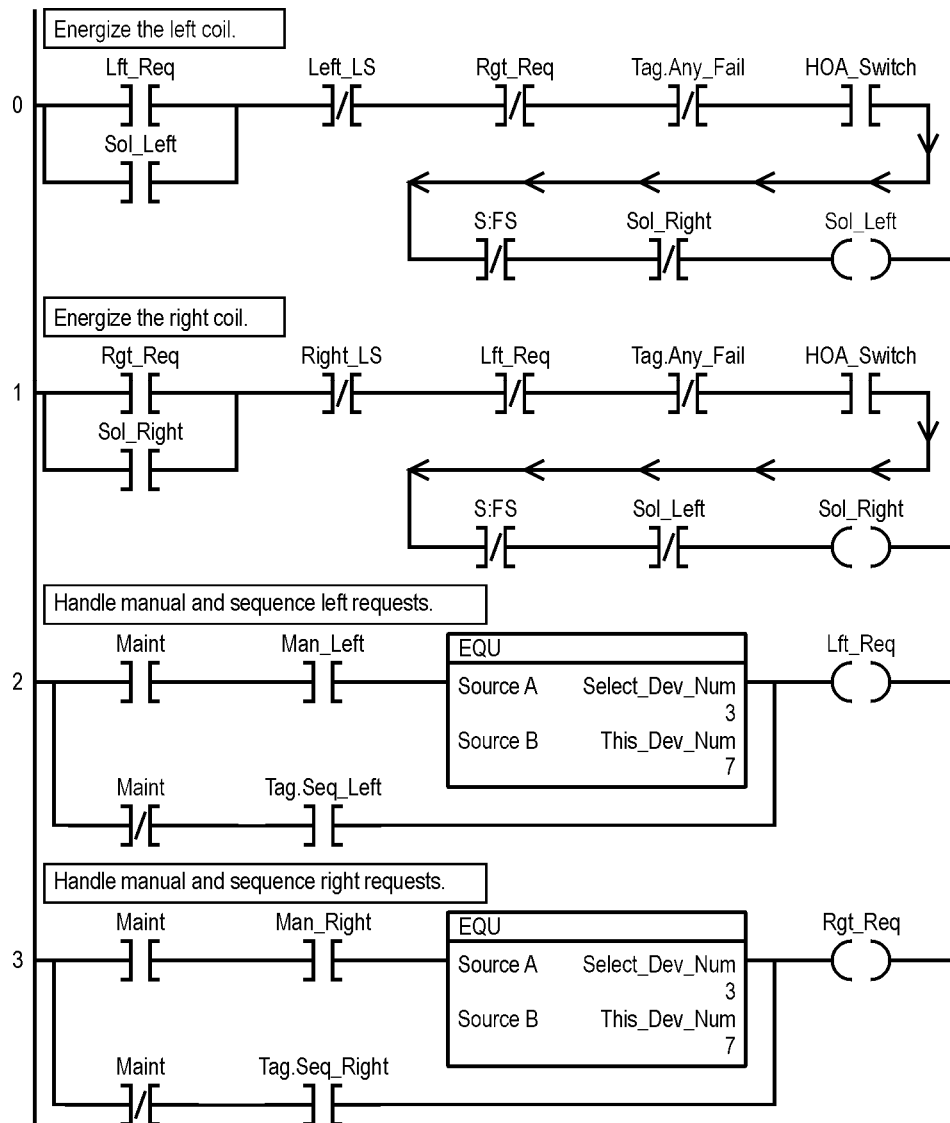 Energize the left coil.
Lft_Req Left_LS Rgt_Req Tag.Any_Fail HOA_Switch
0
Sol_Left
S:FS Sol_Right Sol_Left
Energize the right coil.
Rgt_Req Right_LS Lft_Req Tag.Any_Fail HOA_Switch
1
Sol_Right
S:FS Sol_Left Sol_Right
Handle manual and sequence left requests.
Maint Man_Left EQU Lft_Req
2 Source A Select_Dev_Num
3
Source B This_Dev_Num
7
Maint Tag.Seq_Left
Handle manual and sequence right requests.
Maint Man_Right EQU Rgt_Req
3 Source A Select_Dev_Num
3
Source B This_Dev_Num
7
Maint Tag.Seq_Right